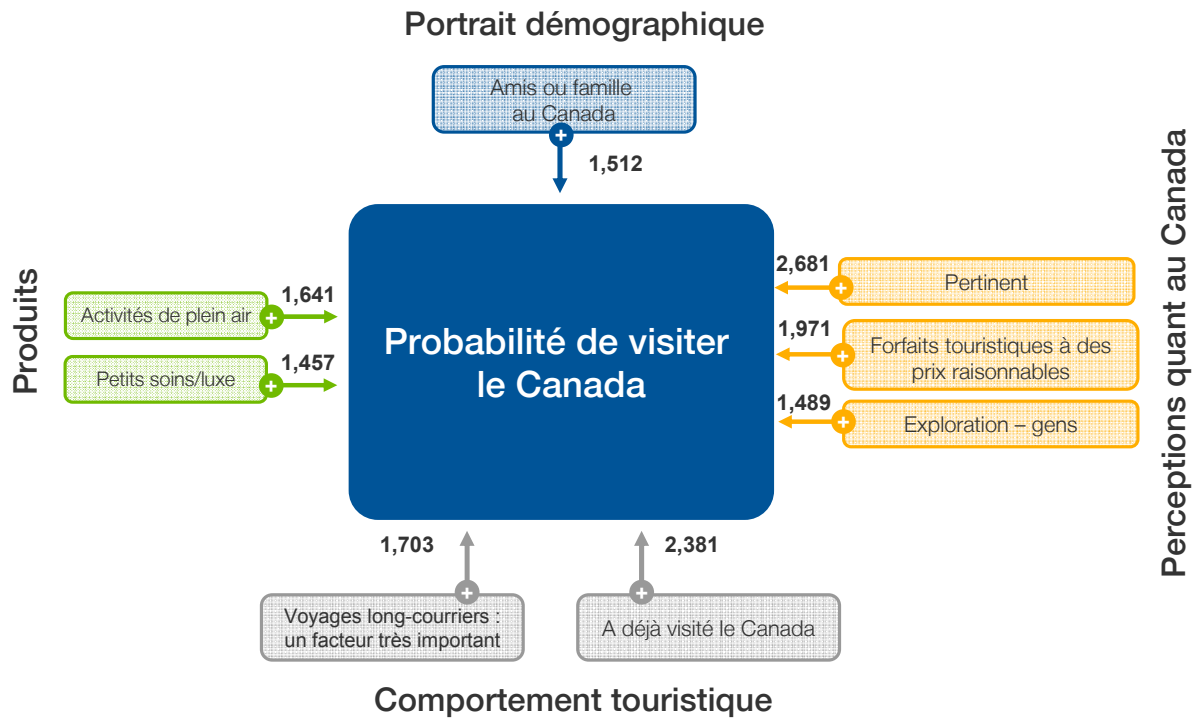 Portrait démographique
Amis ou famille
au Canada
1,512
Produits
Activités de plein air
1,641
Petits soins/luxe
1,457
Probabilité de visiter
le Canada
Perceptions quant au Canada
2,681
Pertinent
1,971
Forfaits touristiques à des
prix raisonnables
1,489
Exploration – gens
1,703
Voyages long-courriers :
un facteur très important
2,381
A déjà visité le Canada
Comportement touristique